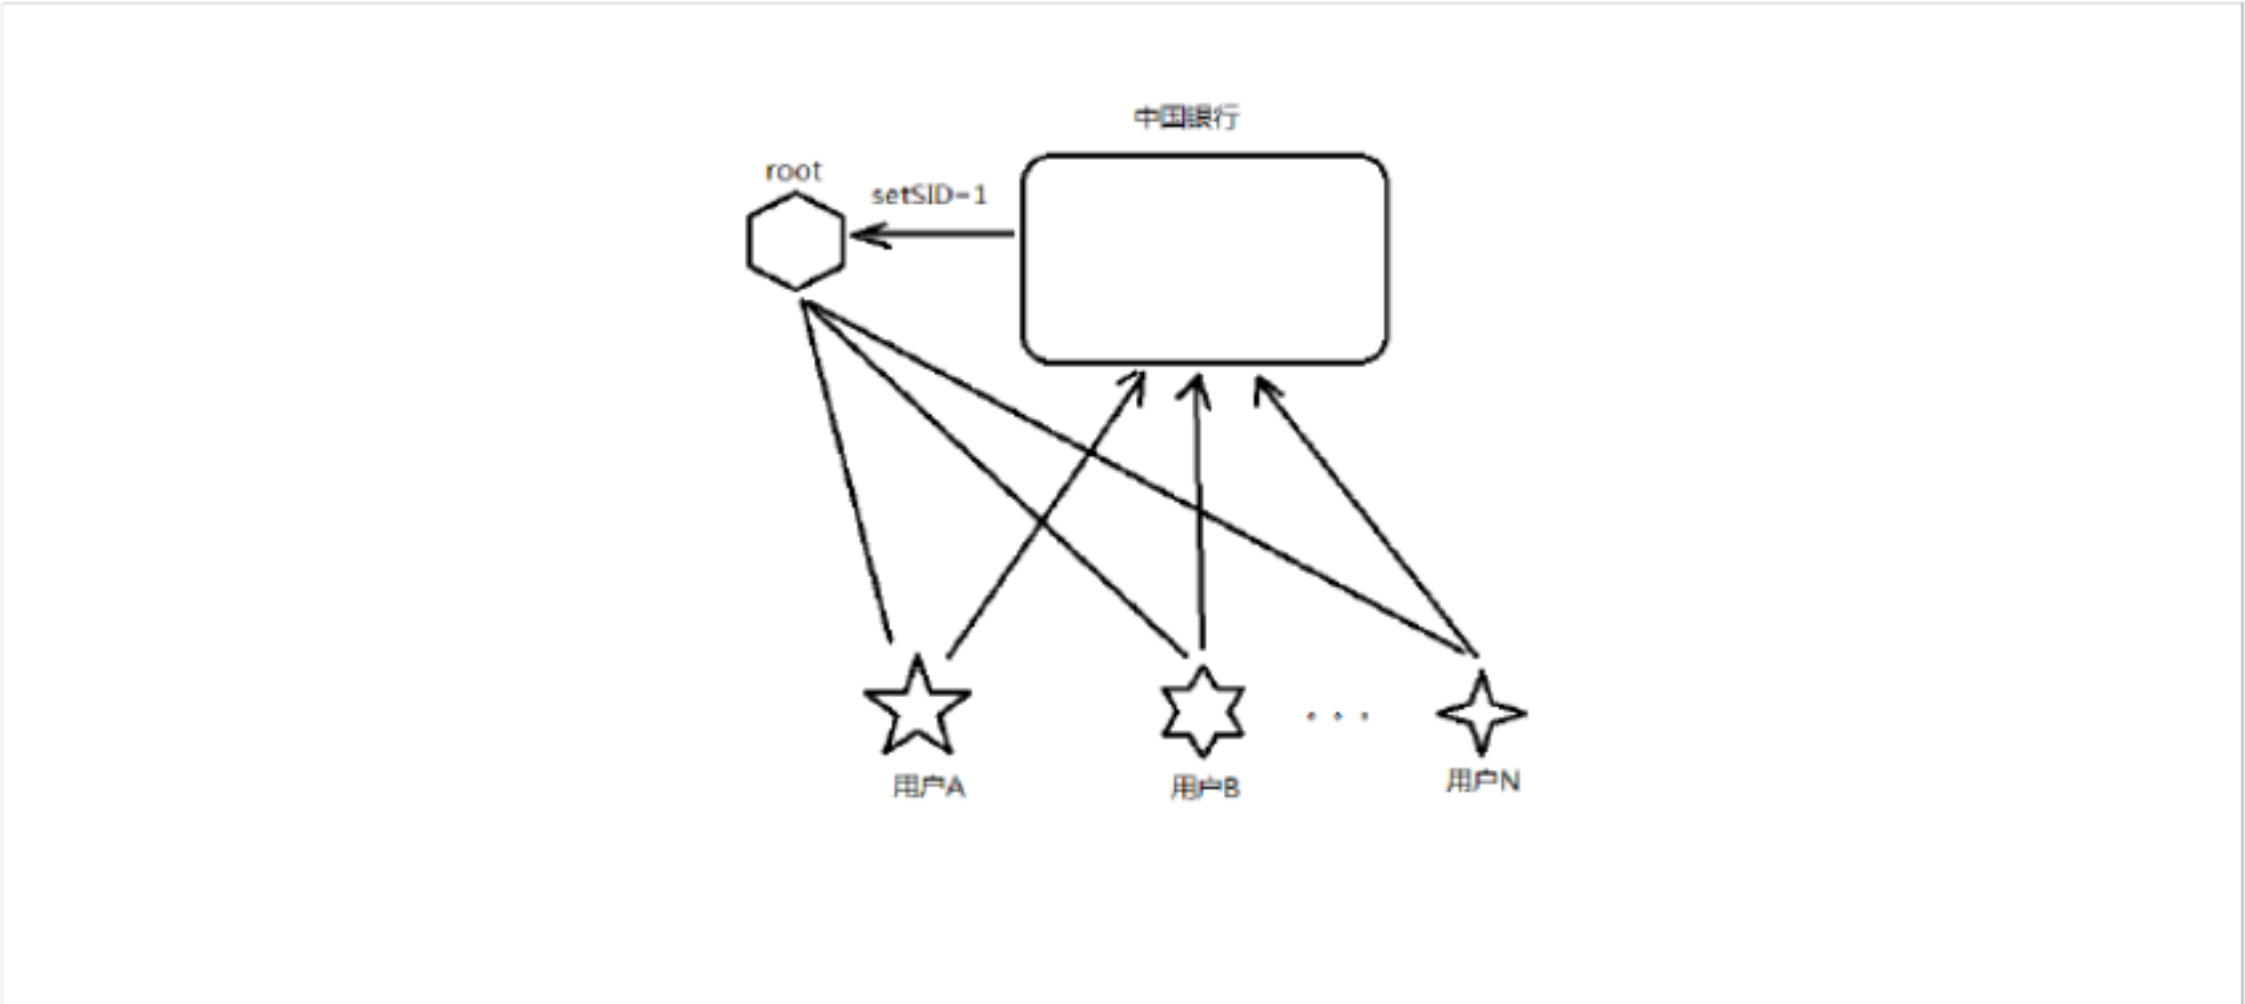 中国银行
root
setSID=1
用户A
用户B
· · ·
用户N